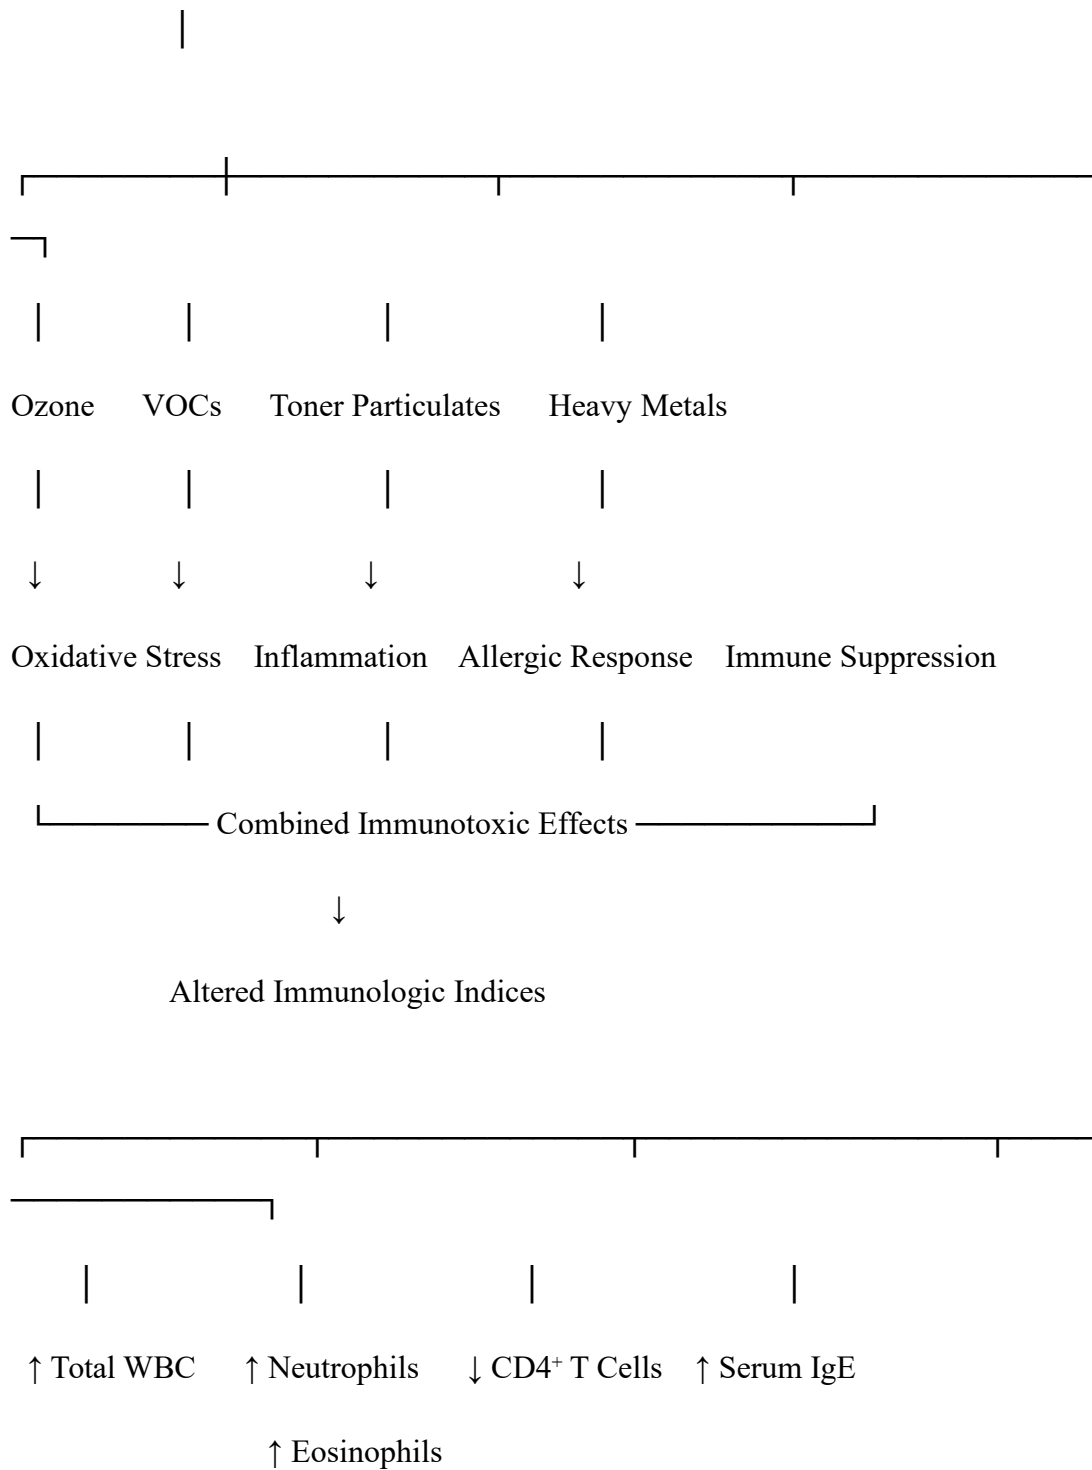 Ozone VOCs Toner Particulates Heavy Metals
↓ ↓ ↓ ↓
Oxidative Stress Inflammation Allergic Response Immune Suppression
Combined Immunotoxic Effects
↓
Altered Immunologic Indices
↑ Total WBC ↑ Neutrophils ↓ CD4⁺ T Cells ↑ Serum IgE
↑ Eosinophils